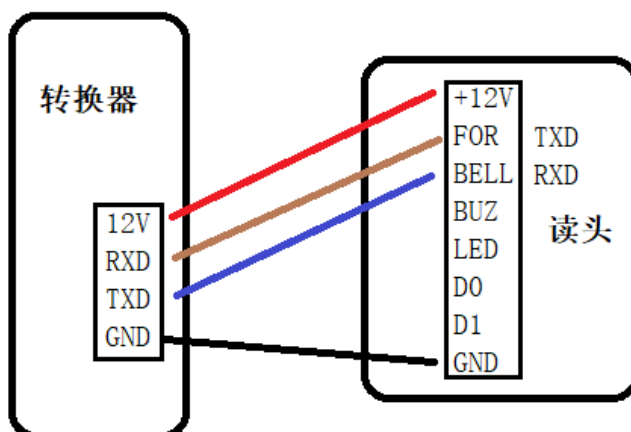 转换器
12V
RXD
TXD
GND
+12V
FOR TXD
BELL RXD
BUZ
LED
D0
D1
GND
读头